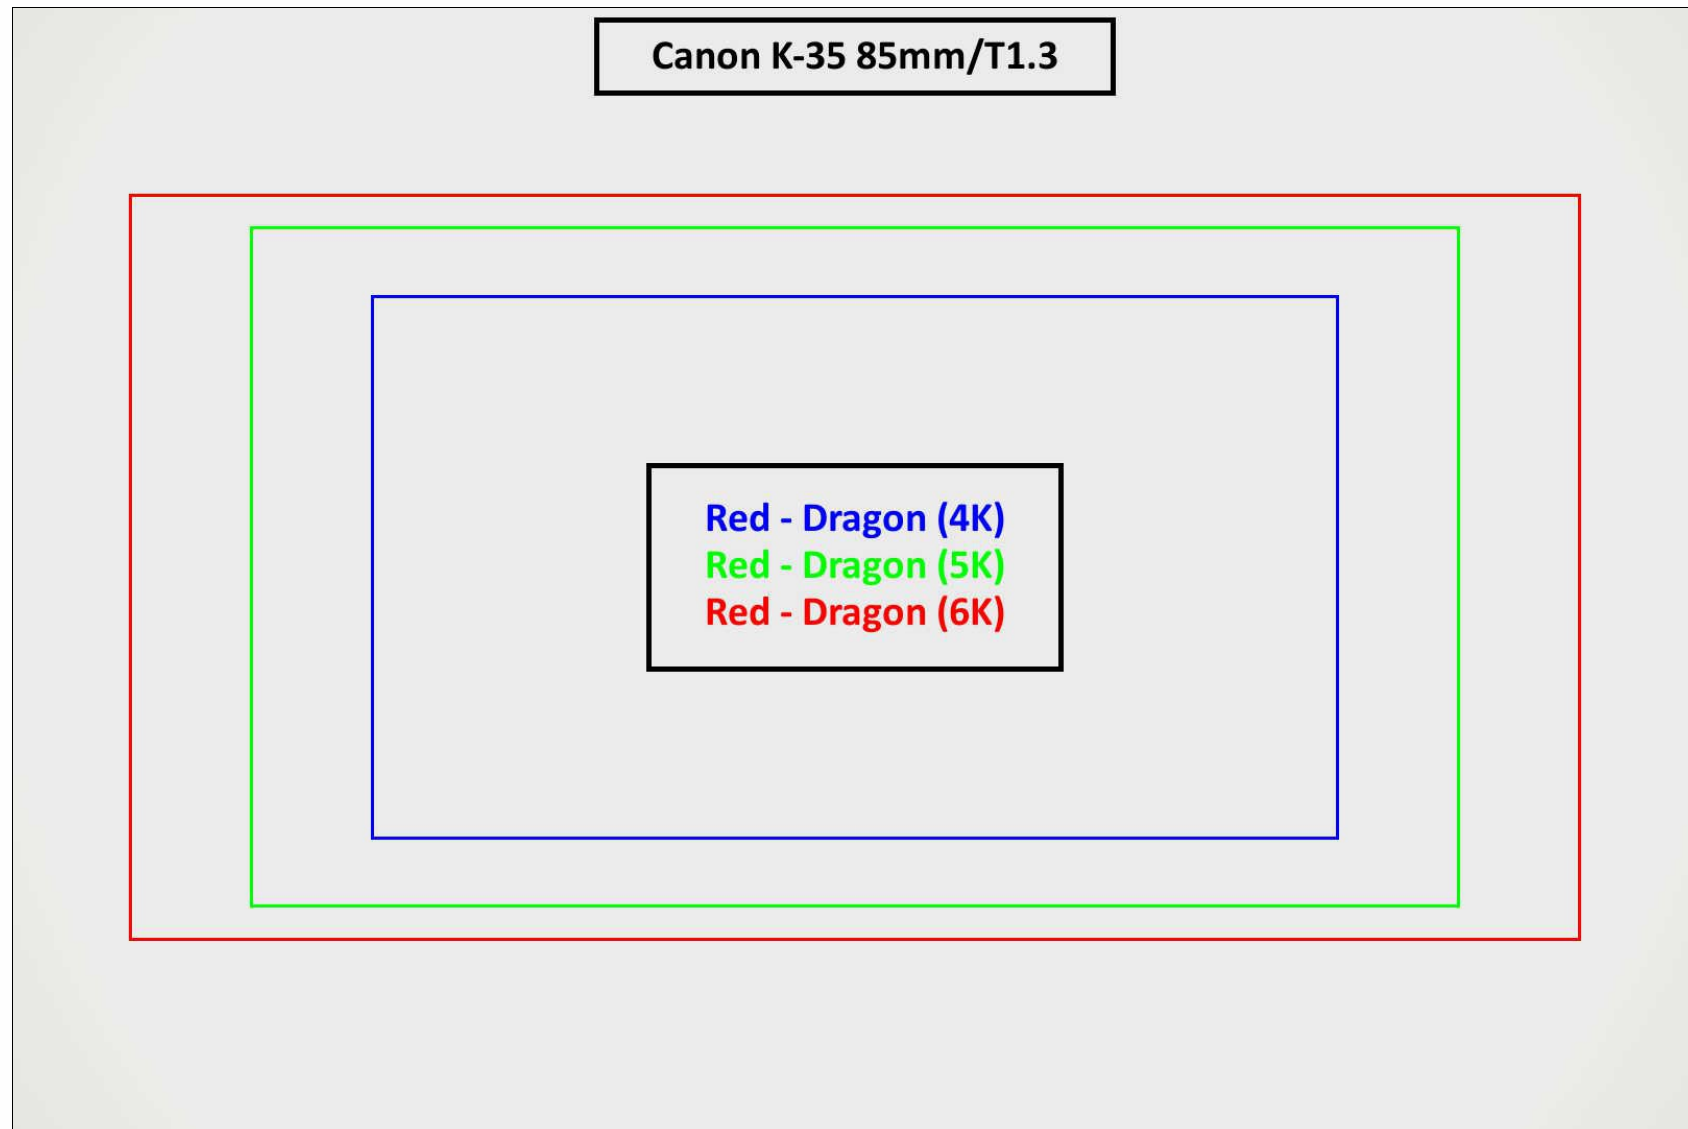 Canon K-35 85mm/T1.3
Red - Dragon (4K)
Red - Dragon (5K)
Red - Dragon (6K)